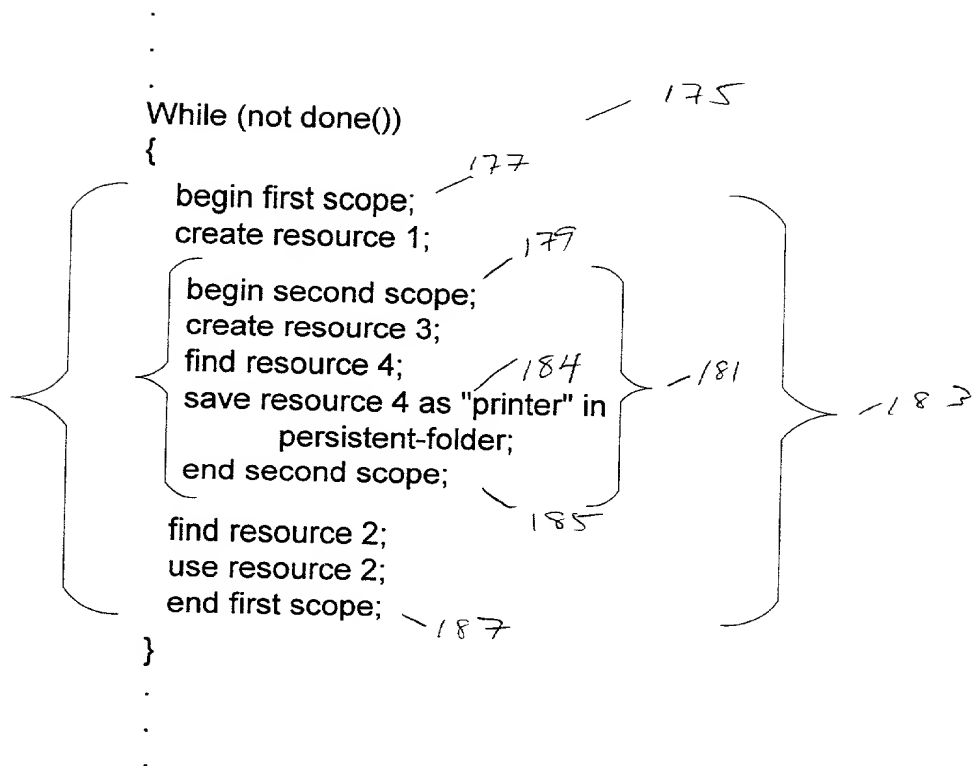 .
.
.
While (not done()) 175
{
177
begin first scope;
create resource 1;
179
begin second scope;
create resource 3;
find resource 4;
184
181
save resource 4 as "printer" in
183
persistent-folder;
end second scope;
185
find resource 2;
use resource 2;
end first scope;
187
}
.
.
.